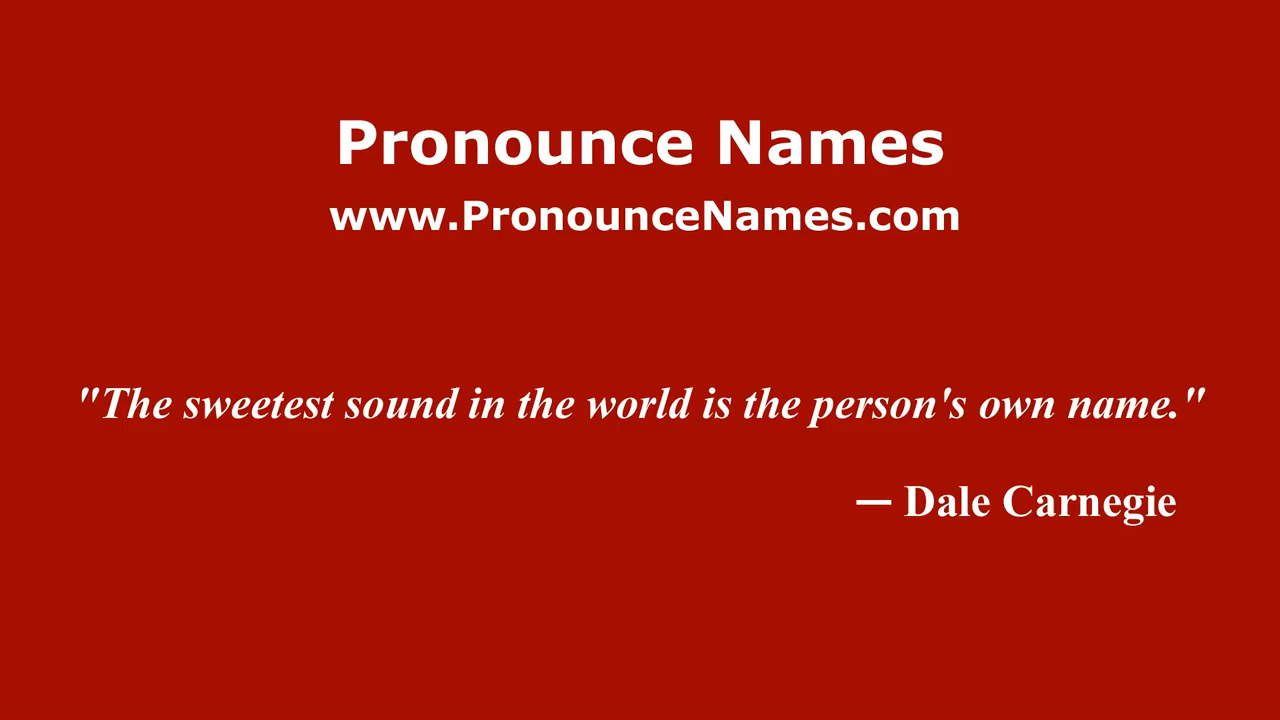 Pronounce Names
www.PronounceNames.com
"The sweetest sound in the world is the person's own name."
— Dale Carnegie